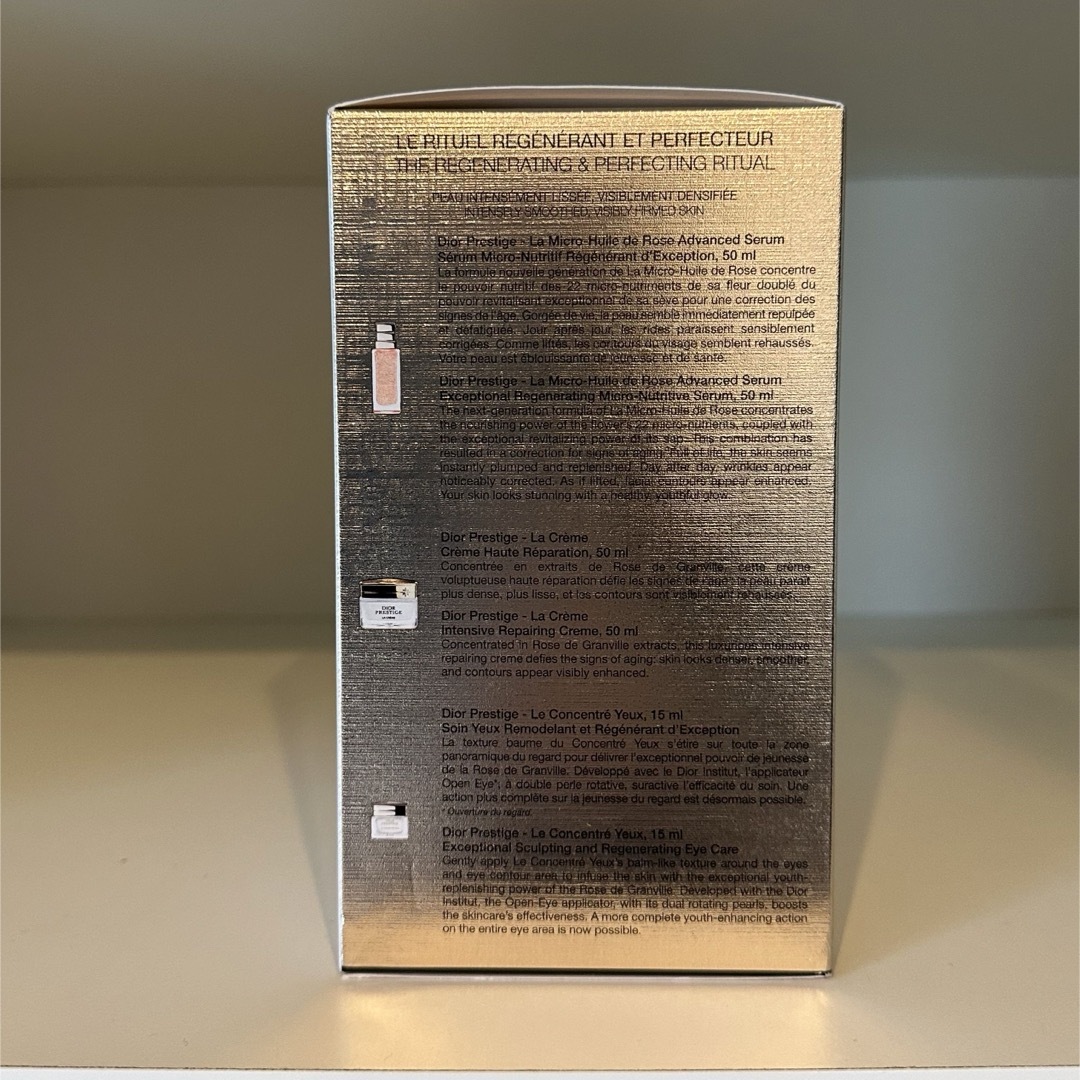 LE RITUEL RÉGÉNÉRANT ET PERFECTEUR
THE REGENERATING & PERFECTING RITUAL
PEAU INTENSÉMENT LISSÉE, VISIBLEMENT DENSIFIÉE
INTENSELY SMOOTHED, VISIBLY FIRMED SKIN
Dior Prestige - La Micro-Huile de Rose Advanced Serum
Sérum Micro-Nutritif Régénérant d'Exception, 50 ml
La formule nouvelle génération de La Micro-Huile de Rose concentre
le pouvoir nutritif des 22 micro-nutriments de sa fleur doublé du
pouvoir revitalisant exceptionnel de sa sève pour une correction des
signes de l'âge. Gorgée de vie, la peau semble immédiatement repulpée
et défatiguée. Jour après jour, les rides paraissent sensiblement
corrigées. Comme liftés, les contours du visage semblent rehaussés.
Votre peau est éblouissante de jeunesse et de santé.
Dior Prestige - La Micro-Huile de Rose Advanced Serum
Exceptional Regenerating Micro-Nutritive Serum, 50 ml
The next-generation formula of La Micro-Huile de Rose concentrates
the nourishing power of the flower's 22 micro-nutrients, coupled with
the exceptional revitalizing power of its sap. This combination has
resulted in a correction for signs of aging. Full of life, the skin seems
instantly plumped and replenished. Day after day, wrinkles appear
noticeably corrected. As if lifted, facial contours appear enhanced.
Your skin looks stunning with a healthy, youthful glow.
Dior Prestige - La Crème
Crème Haute Réparation, 50 ml
Concentrée en extraits de Rose de Granville, cette crème
voluptueuse haute réparation défie les signes de l'âge : la peau paraît
plus dense, plus lisse, et les contours sont visiblement rehaussés.
DIOR
PRESTIGE
LA CRÈME
Dior Prestige - La Crème
Intensive Repairing Creme, 50 ml
Concentrated in Rose de Granville extracts, this luxurious intensive
repairing creme defies the signs of aging: skin looks denser, smoother,
and contours appear visibly enhanced.
Dior Prestige - Le Concentré Yeux, 15 ml
Soin Yeux Remodelant et Régénérant d'Exception
La texture baume du Concentré Yeux s'étire sur toute la zone
panoramique du regard pour délivrer l'exceptionnel pouvoir de jeunesse
de la Rose de Granville. Développé avec le Dior Institut, l'applicateur
Open Eye*, à double perle rotative, suractive l'efficacité du soin. Une
action plus complète sur la jeunesse du regard est désormais possible.
* Ouverture du regard.
Dior Prestige - Le Concentré Yeux, 15 ml
Exceptional Sculpting and Regenerating Eye Care
Gently apply Le Concentré Yeux's balm-like texture around the eyes
and eye contour area to infuse the skin with the exceptional youth-
replenishing power of the Rose de Granville. Developed with the Dior
Institut, the Open-Eye applicator, with its dual rotating pearls, boosts
the skincare's effectiveness. A more complete youth-enhancing action
on the entire eye area is now possible.